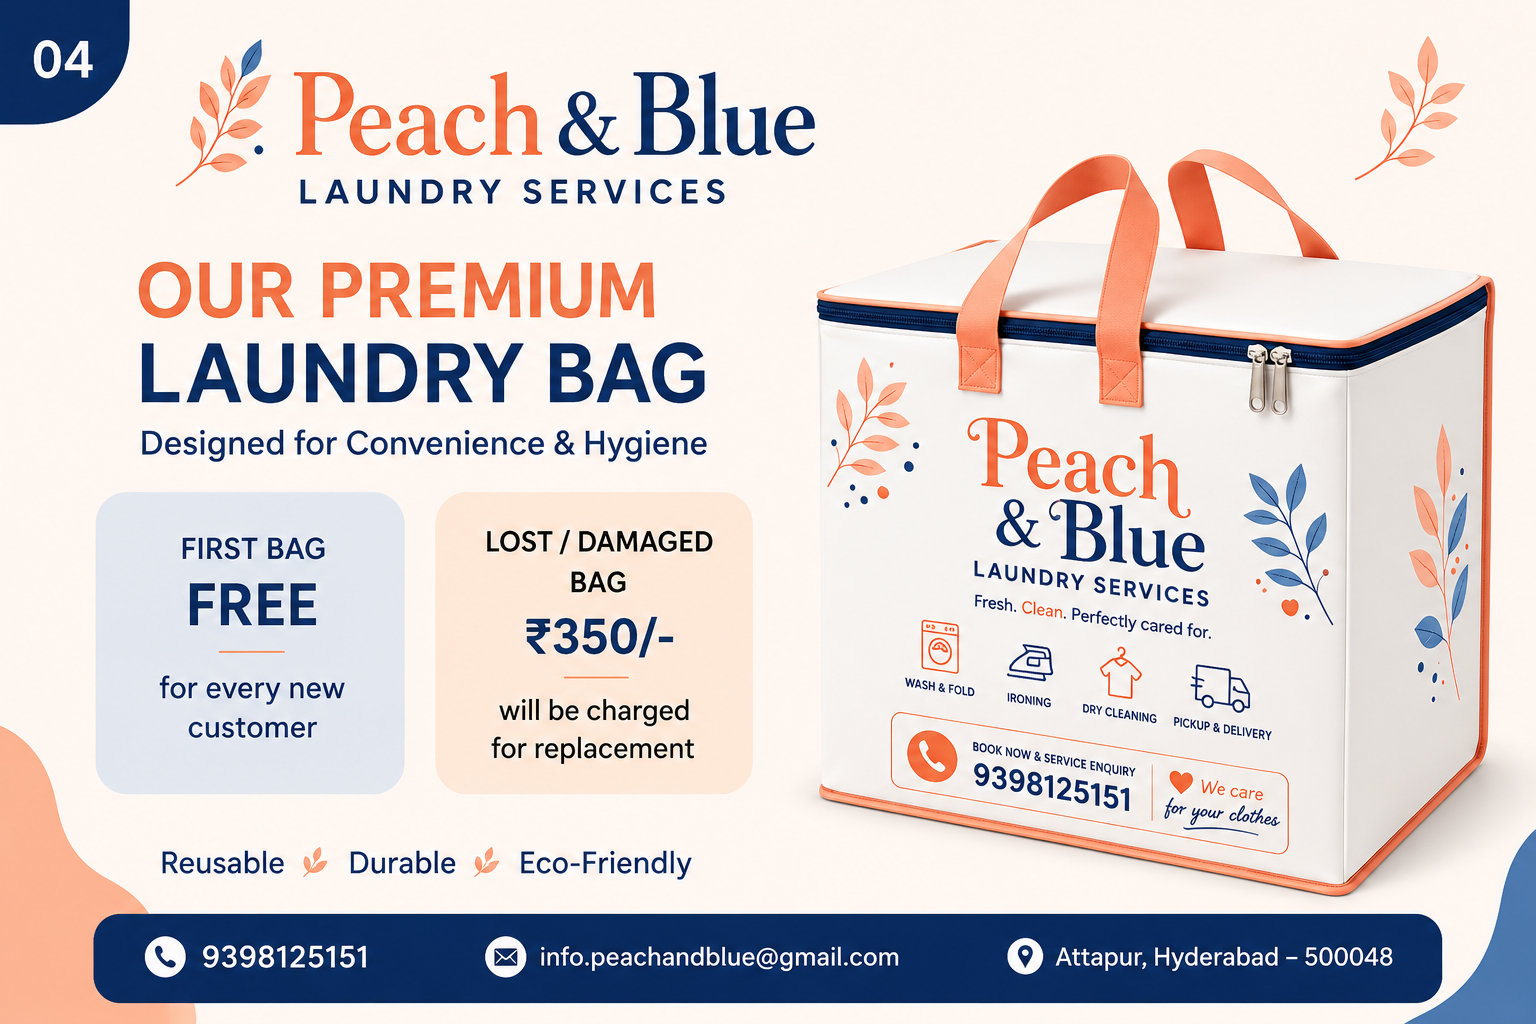 04
Peach & Blue
LAUNDRY SERVICES
OUR PREMIUM
LAUNDRY BAG
Designed for Convenience & Hygiene
FIRST BAG
FREE
for every new
customer
LOST / DAMAGED
BAG
₹350/-
will be charged
for replacement
Reusable Durable Eco-Friendly
Peach
& Blue
LAUNDRY SERVICES
Fresh. Clean. Perfectly cared for.
WASH & FOLD IRONING DRY CLEANING PICKUP & DELIVERY
BOOK NOW & SERVICE ENQUIRY
9398125151
We care
for your clothes
9398125151 info.peachandblue@gmail.com Attapur, Hyderabad – 500048